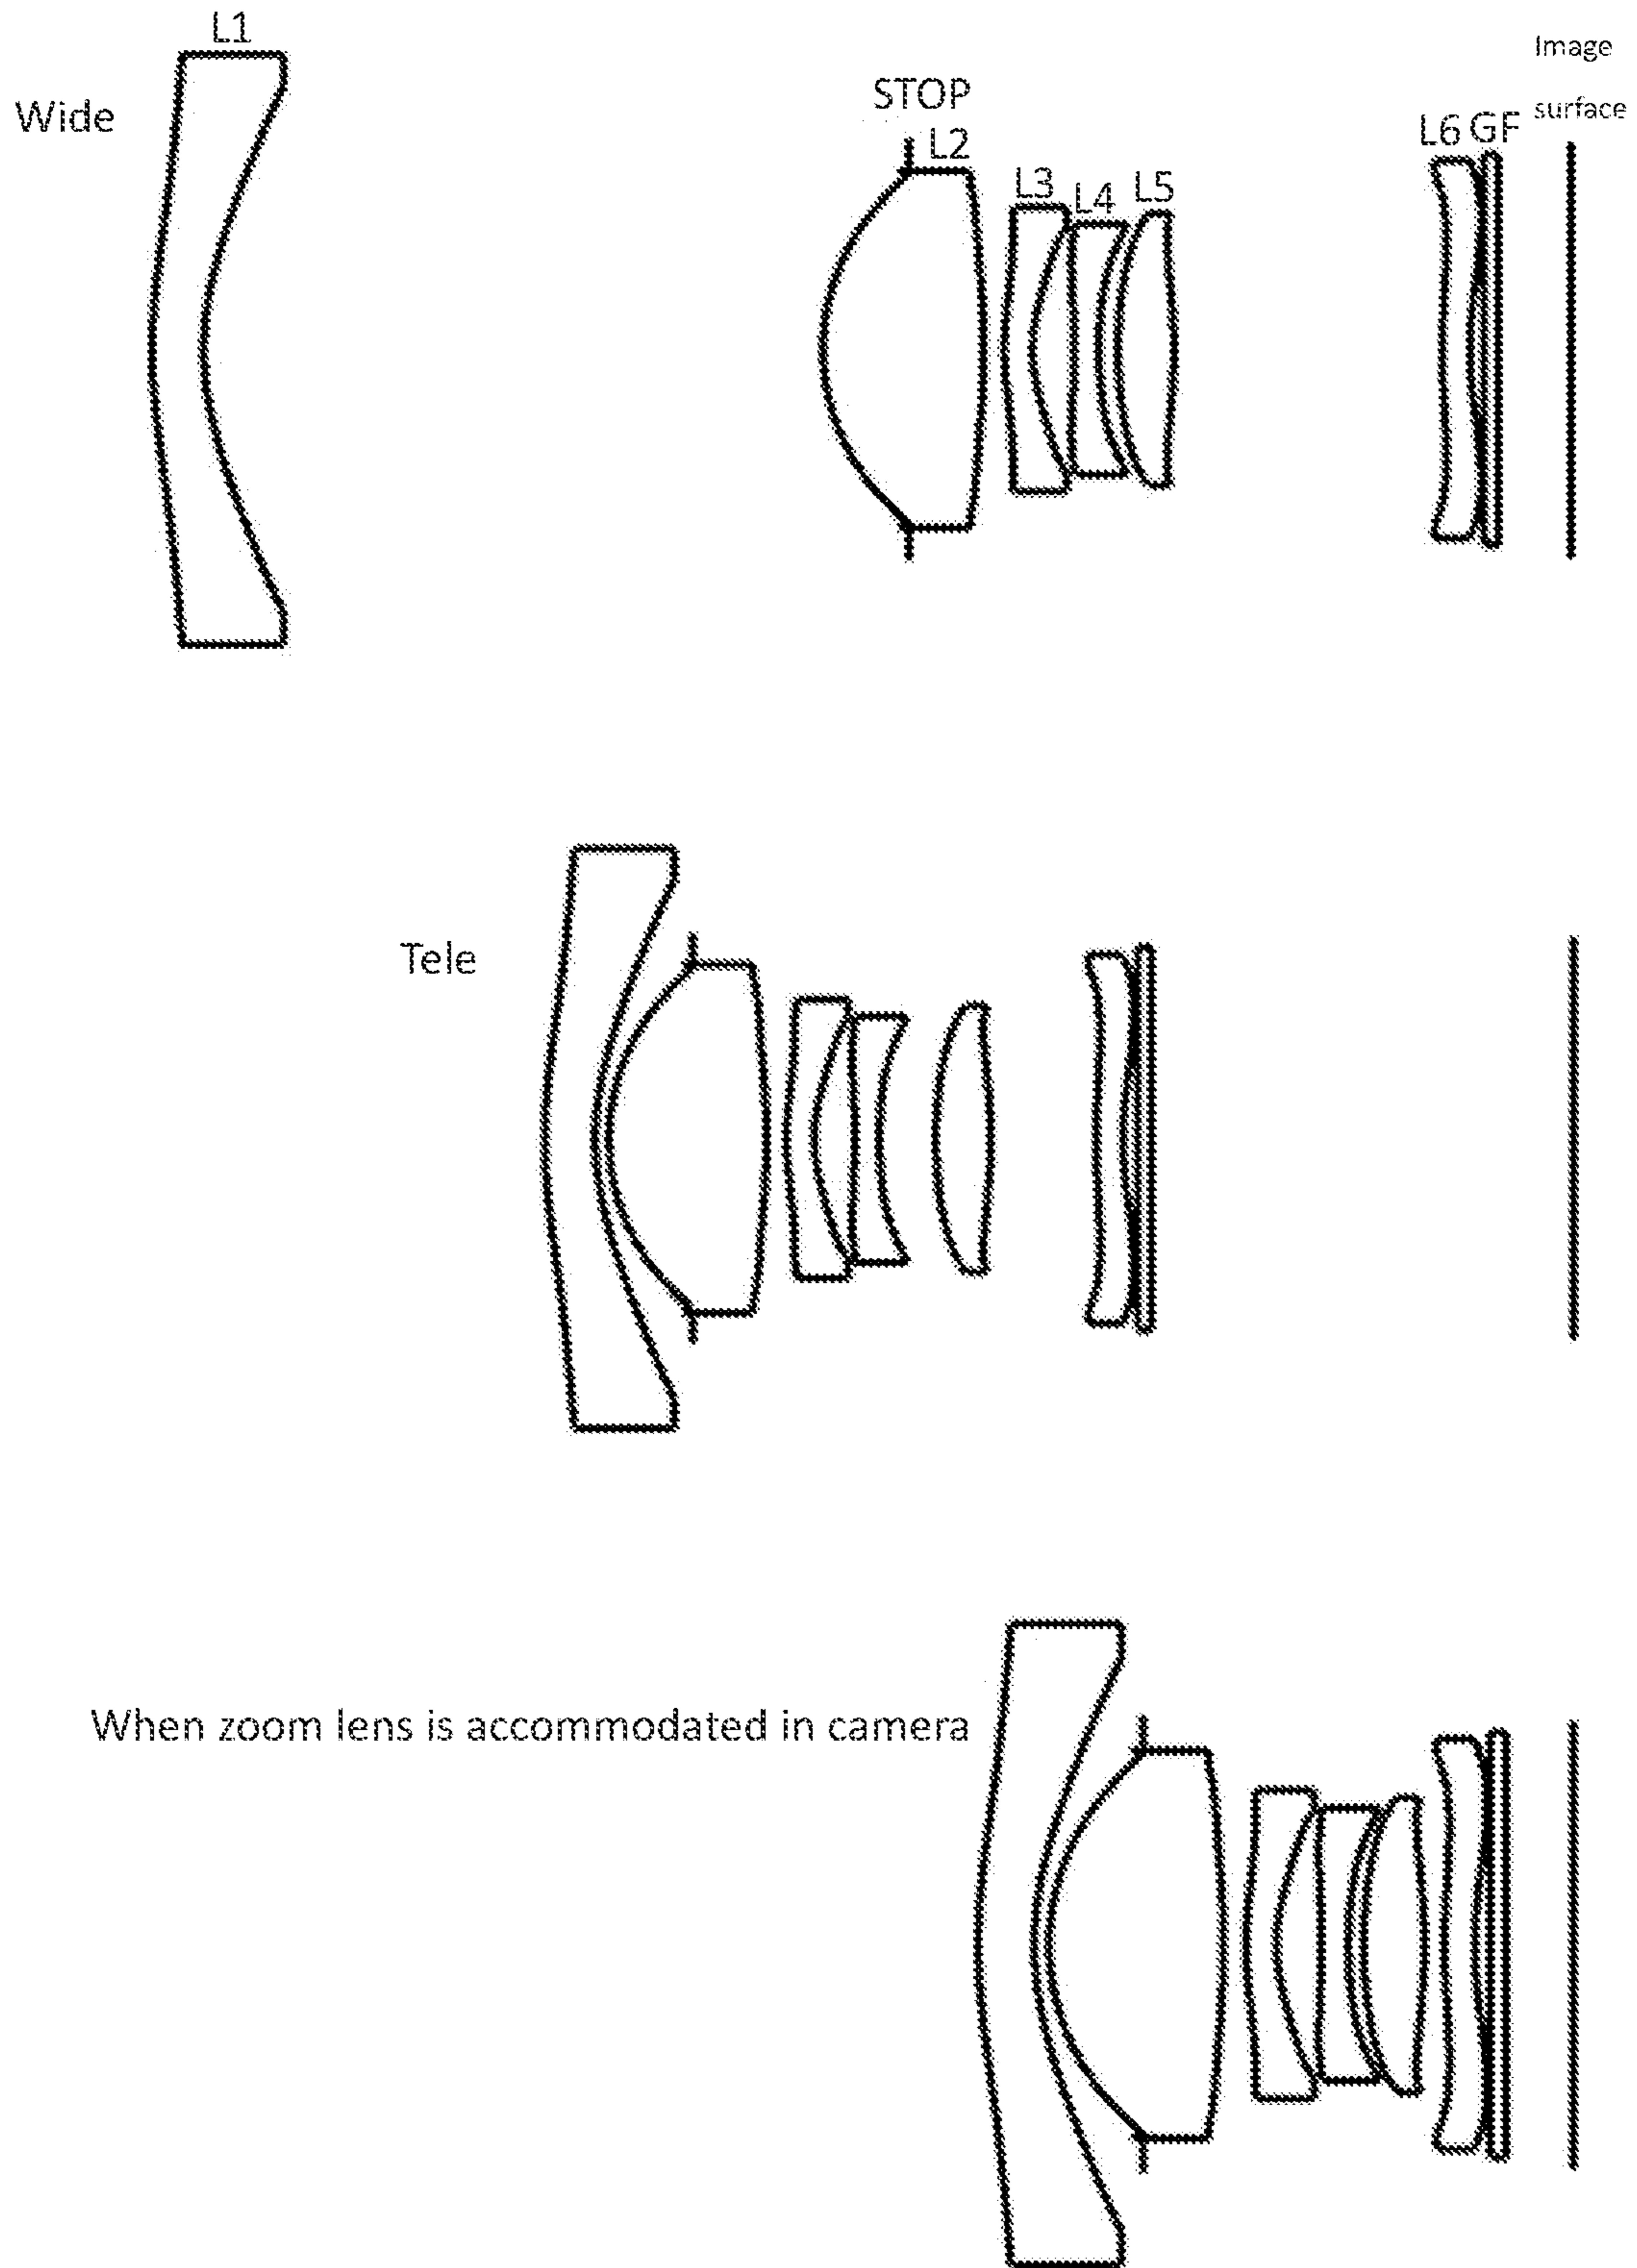 L1
Image
Wide
STOP
surface
L2
L6 GF
L3
L4
L5
Tele
When zoom lens is accommodated in camera